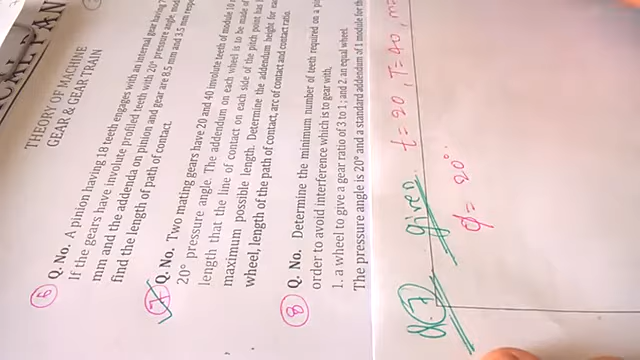 THEORY OF MACHINE
GEAR & GEAR TRAIN
Q. No. A pinion having 18 teeth engages with an internal gear having 7
If the gears have involute profiled teeth with 20° pressure angle, mod
mm and the addenda on pinion and gear are 8.5 mm and 3.5 mm resp
find the length of path of contact.
7 Q. No. Two mating gears have 20 and 40 involute teeth of module 10
20° pressure angle. The addendum on each wheel is to be made of
length that the line of contact on each side of the pitch point has
maximum possible length. Determine the addendum height for eac
wheel, length of the path of contact, arc of contact and contact ratio.
8 Q. No. Determine the minimum number of teeth required on a pi
order to avoid interference which is to gear with,
1. a wheel to give a gear ratio of 3 to 1; and 2. an equal wheel
The pressure angle is 20° and a standard addendum of 1 module for th
Q.7 given t = 20, T = 40, m=
φ = 20°.